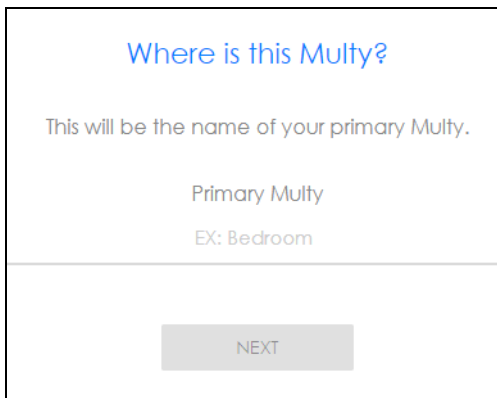 Where is this Multy?
This will be the name of your primary Multy.
Primary Multy
EX: Bedroom
NEXT